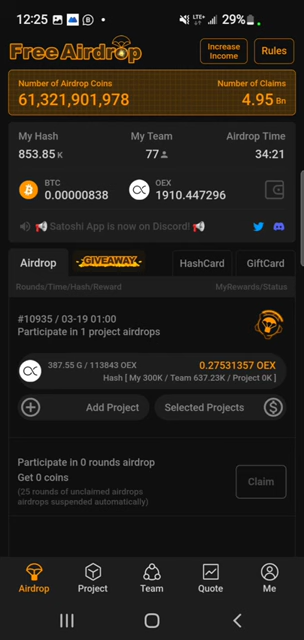 12:25
LTE+
29%
Free Airdrop
Increase Income
Rules
Number of Airdrop Coins
Number of Claims
61,321,901,978
4.95 Bn
My Hash
My Team
Airdrop Time
853.85 K
77
34:21
BTC
0.00000838
OEX
1910.447296
Satoshi App is now on Discord!
Airdrop
GIVEAWAY
HashCard
GiftCard
Rounds/Time/Hash/Reward
MyRewards/Status
#10935 / 03-19 01:00
Participate in 1 project airdrops
387.55 G / 113843 OEX
0.27531357 OEX
Hash [ My 300K / Team 637.23K / Project 0K ]
Add Project
Selected Projects
Participate in 0 rounds airdrop
Get 0 coins
(25 rounds of unclaimed airdrops
airdrops suspended automatically)
Claim
Airdrop
Project
Team
Quote
Me